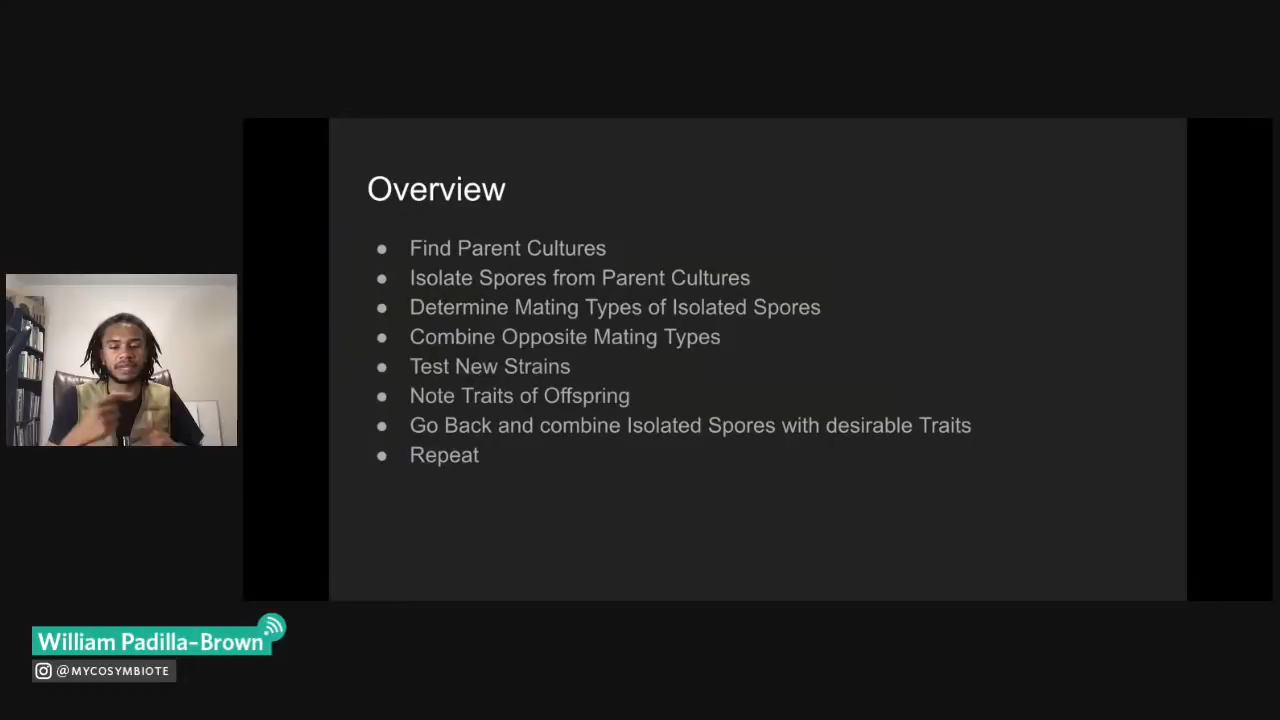 Overview
● Find Parent Cultures
● Isolate Spores from Parent Cultures
● Determine Mating Types of Isolated Spores
● Combine Opposite Mating Types
● Test New Strains
● Note Traits of Offspring
● Go Back and combine Isolated Spores with desirable Traits
● Repeat
William Padilla-Brown
@MYCOSYMBIOTE